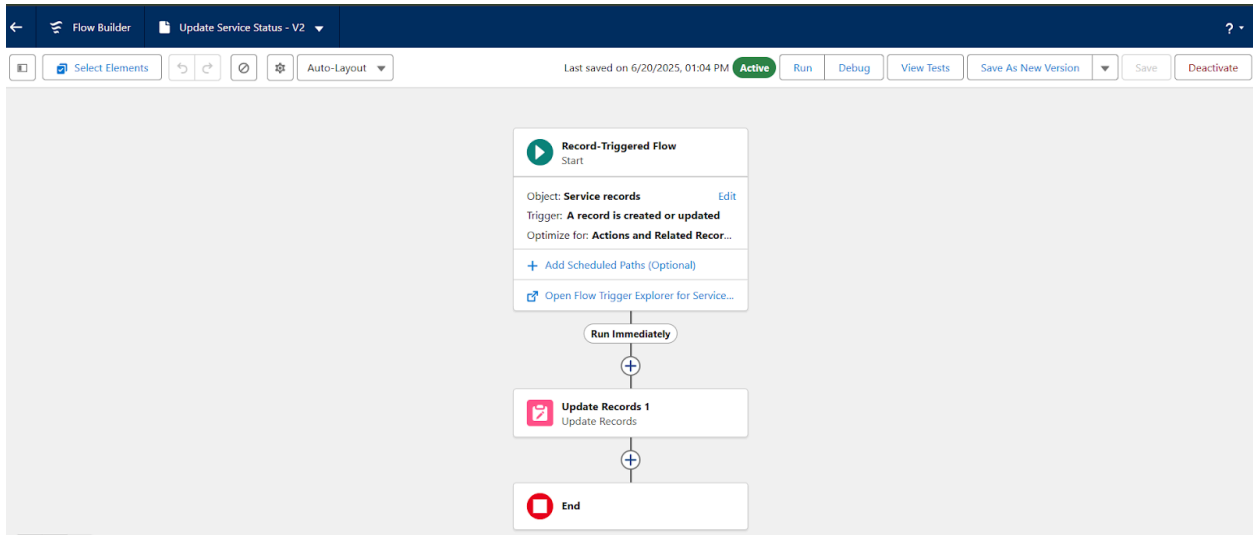 Flow Builder
Update Service Status - V2
? 
Select Elements
Auto-Layout
Last saved on 6/20/2025, 01:04 PM
Active
Run
Debug
View Tests
Save As New Version
Save
Deactivate
Record-Triggered Flow
Start
Object: Service records
Edit
Trigger: A record is created or updated
Optimize for: Actions and Related Recor...
Add Scheduled Paths (Optional)
Open Flow Trigger Explorer for Service...
Run Immediately
Update Records 1
Update Records
End